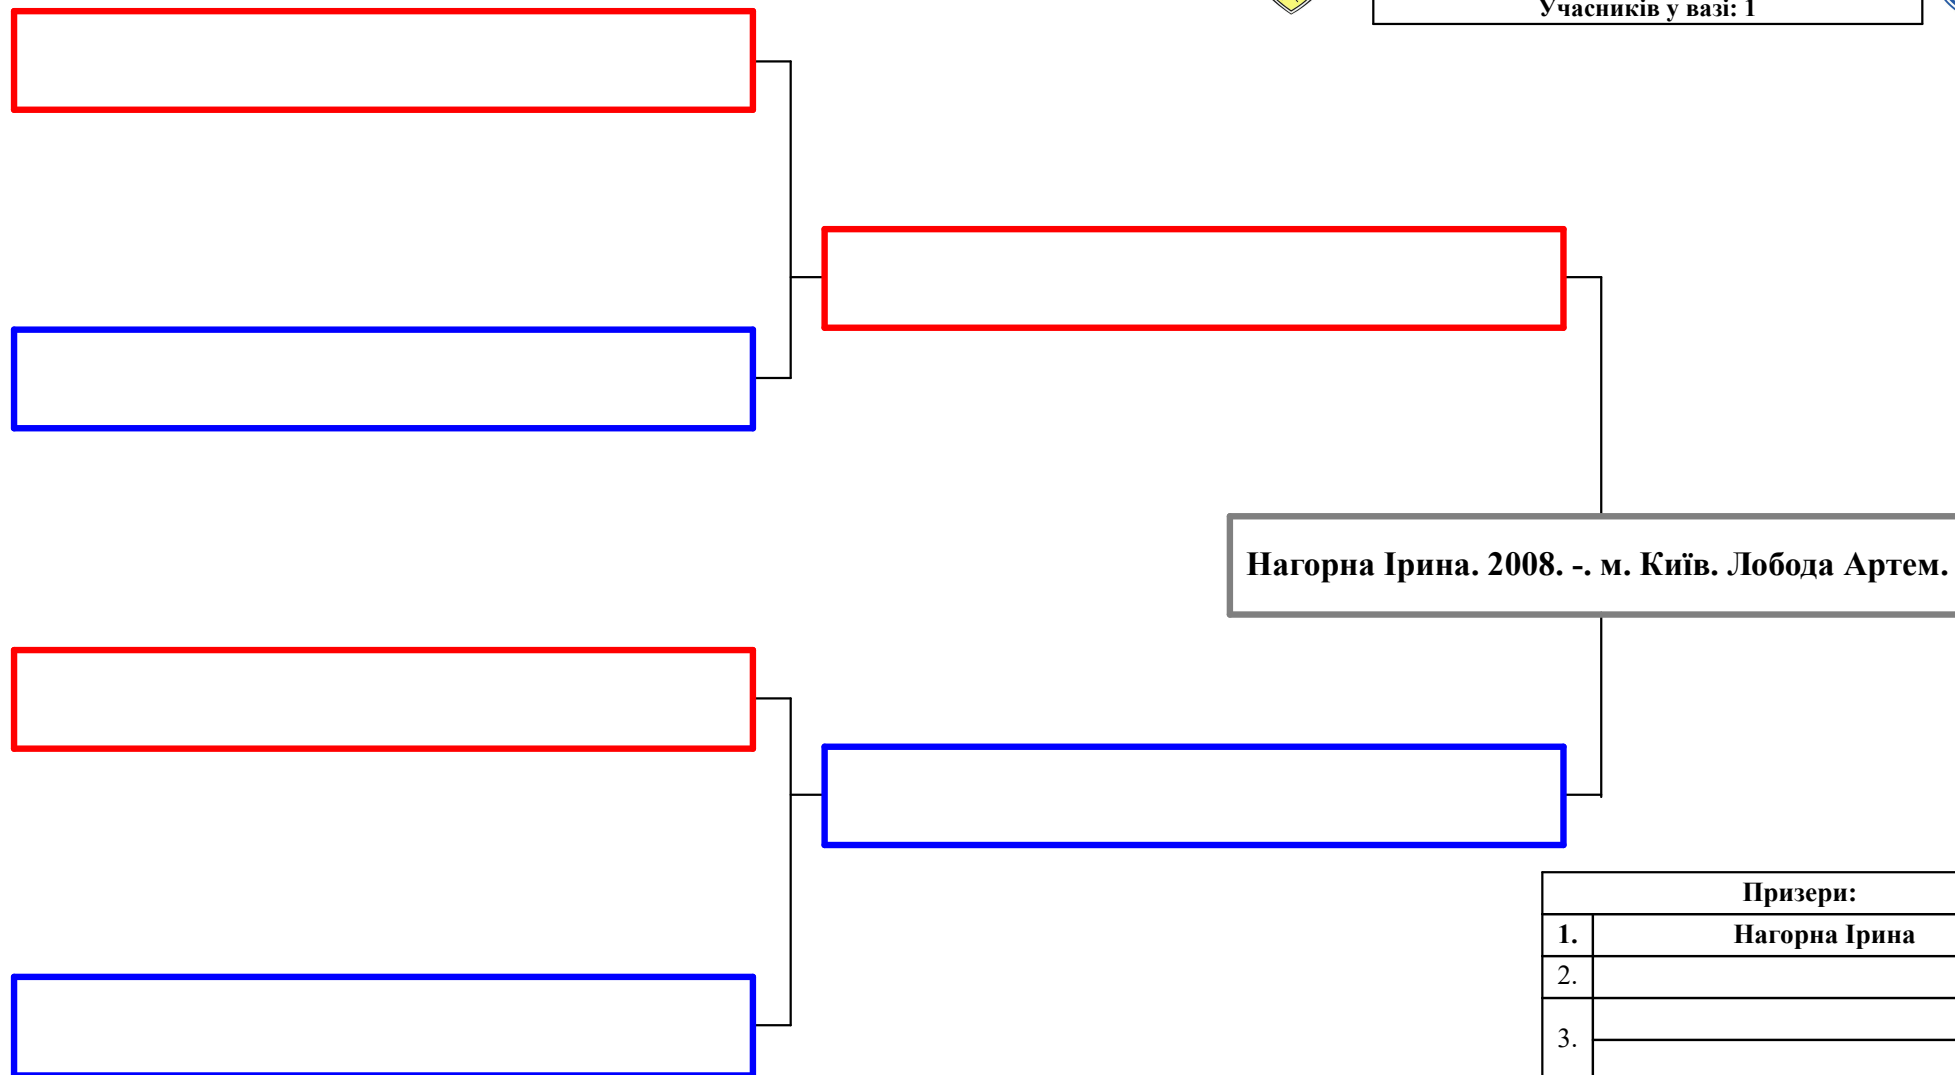 Учасників у вазі: 1
Нагорна Ірина. 2008. -. м. Київ. Лобода Артем.
Призери:
1. Нагорна Ірина
2.
3.